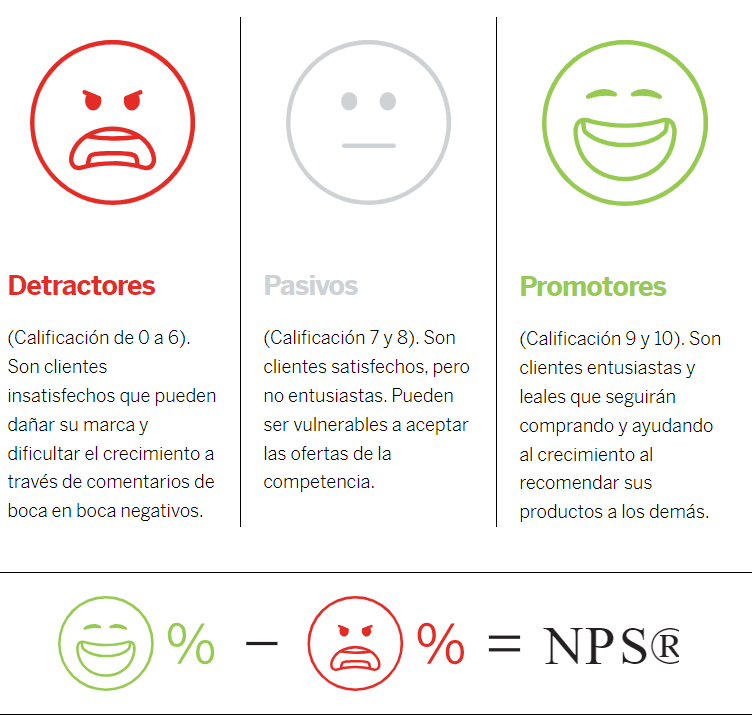 Detractores
(Calificación de 0 a 6).
Son clientes
insatisfechos que pueden
dañar su marca y
dificultar el crecimiento a
través de comentarios de
boca en boca negativos.
Pasivos
(Calificación 7 y 8). Son
clientes satisfechos, pero
no entusiastas. Pueden
ser vulnerables a aceptar
las ofertas de la
competencia.
Promotores
(Calificación 9 y 10). Son
clientes entusiastas y
leales que seguirán
comprando y ayudando
al crecimiento al
recomendar sus
productos a los demás.
% − % = NPS®